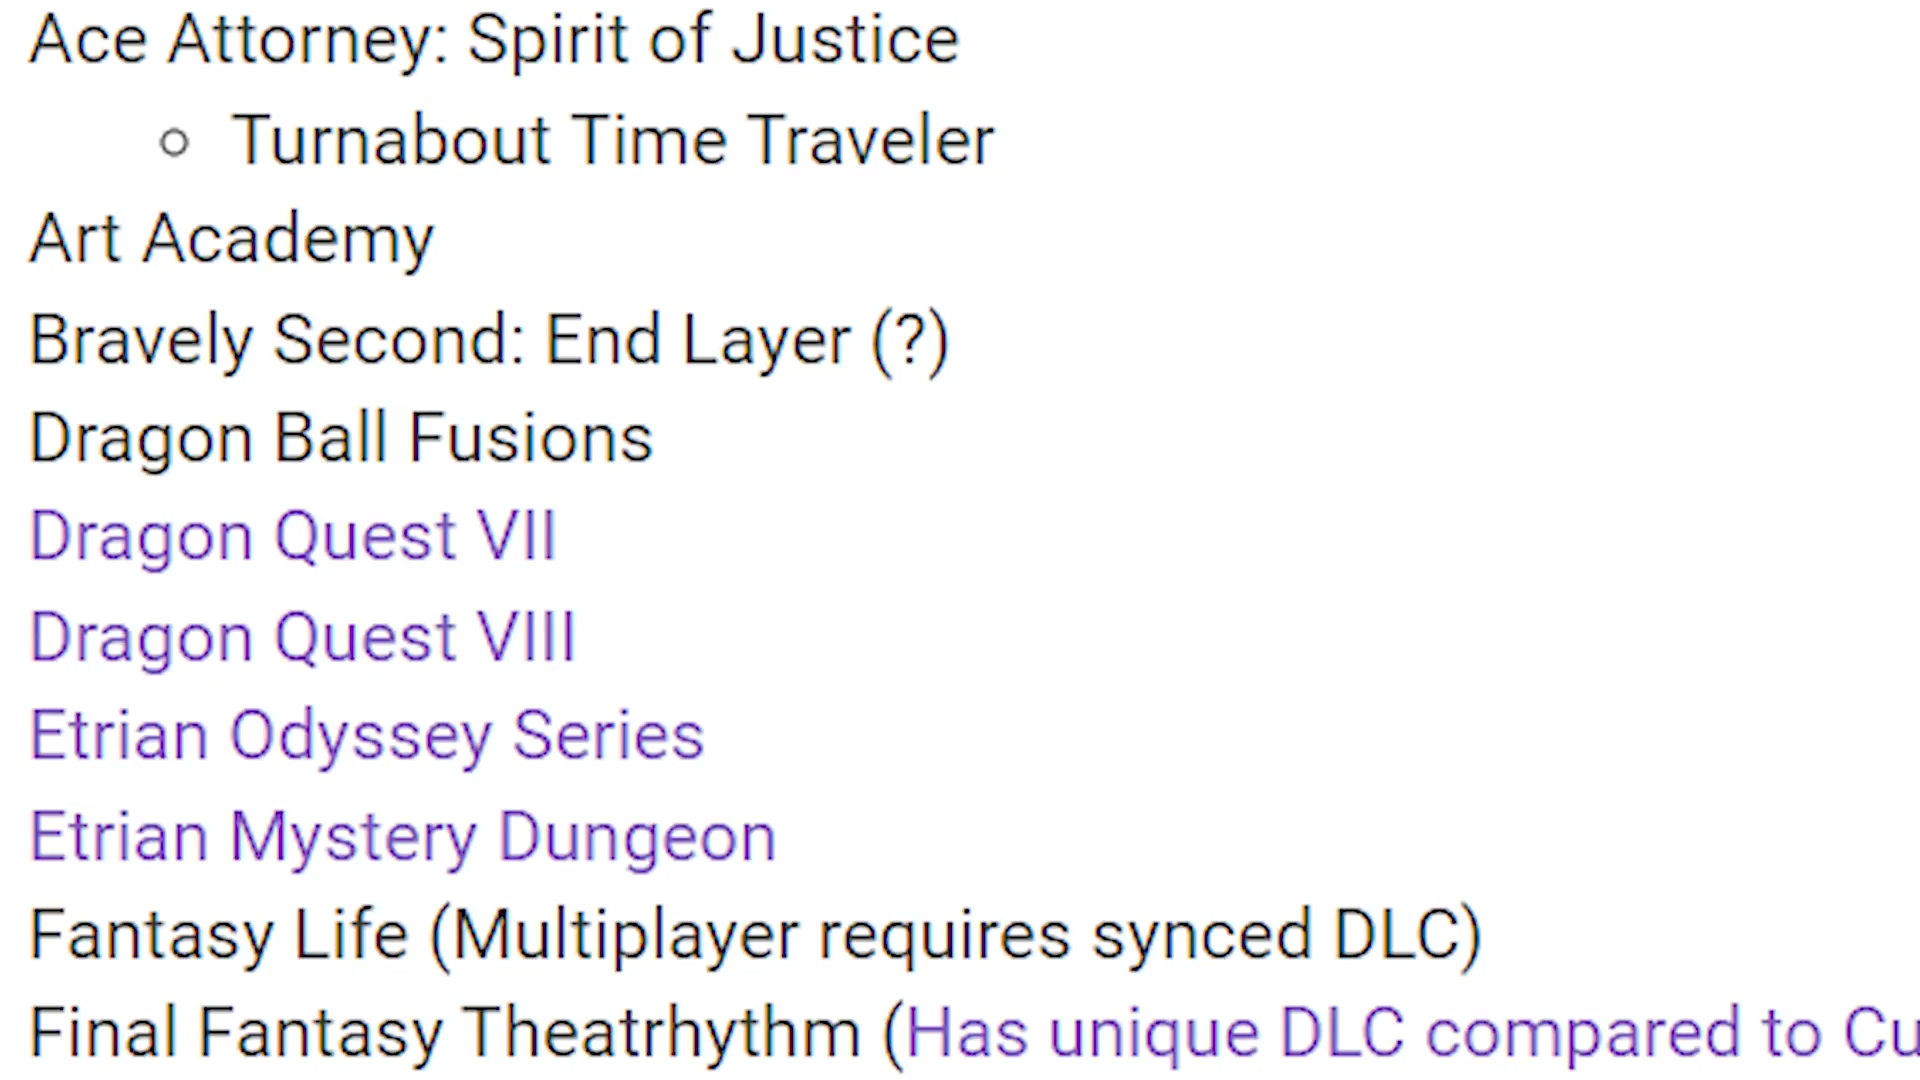 Ace Attorney: Spirit of Justice
Turnabout Time Traveler
Art Academy
Bravely Second: End Layer (?)
Dragon Ball Fusions
Dragon Quest VII
Dragon Quest VIII
Etrian Odyssey Series
Etrian Mystery Dungeon
Fantasy Life (Multiplayer requires synced DLC)
Final Fantasy Theatrhythm (Has unique DLC compared to Cu